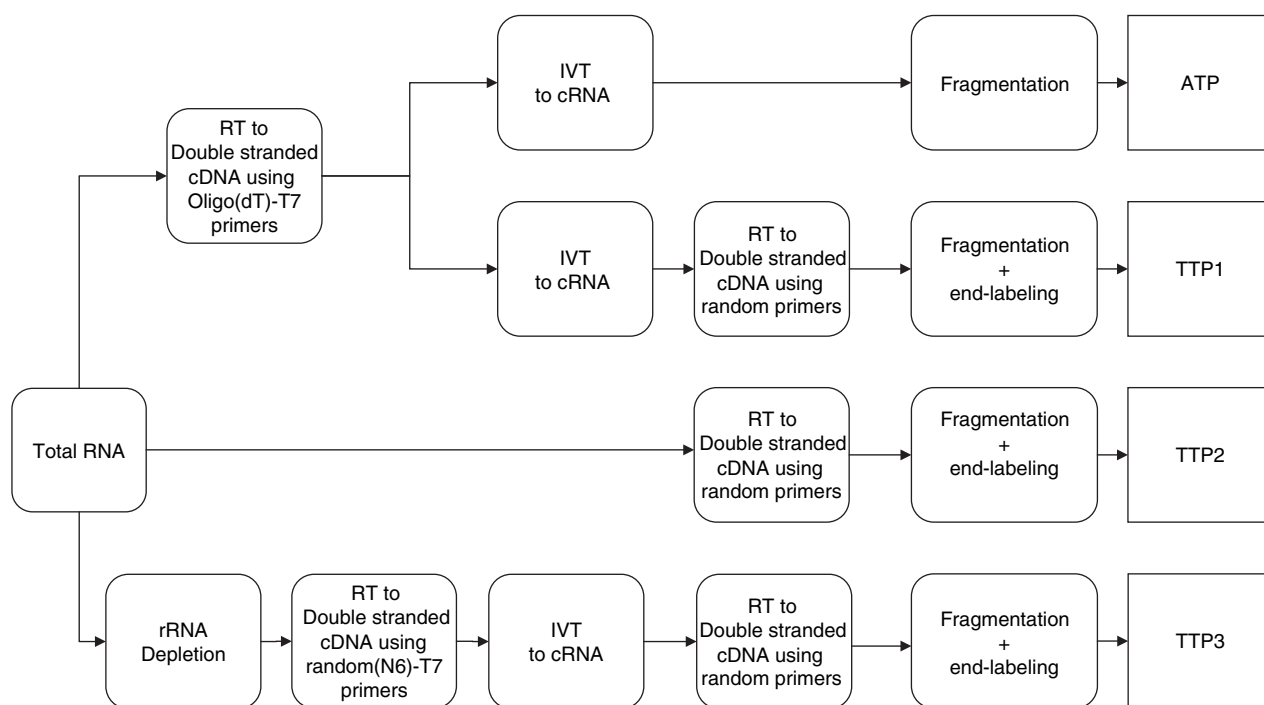 IVT
to cRNA
Fragmentation
ATP
RT to
Double stranded
cDNA using
Oligo(dT)-T7
primers
IVT
to cRNA
RT to
Double stranded
cDNA using
random primers
Fragmentation
+
end-labeling
TTP1
Total RNA
RT to
Double stranded
cDNA using
random primers
Fragmentation
+
end-labeling
TTP2
rRNA
Depletion
RT to
Double stranded
cDNA using
random(N6)-T7
primers
IVT
to cRNA
RT to
Double stranded
cDNA using
random primers
Fragmentation
+
end-labeling
TTP3